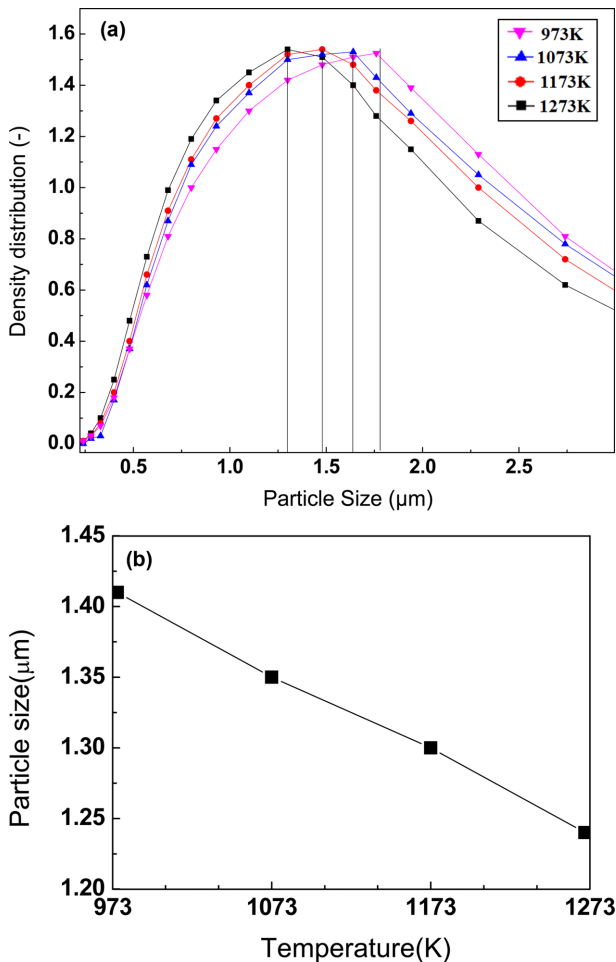 (a)
973K
1073K
1173K
1273K
Density distribution (-)
1.6
1.4
1.2
1.0
0.8
0.6
0.4
0.2
0.0
0.5
1.0
1.5
2.0
2.5
Particle Size (μm)
(b)
Particle size(μm)
1.45
1.40
1.35
1.30
1.25
1.20
973
1073
1173
1273
Temperature(K)